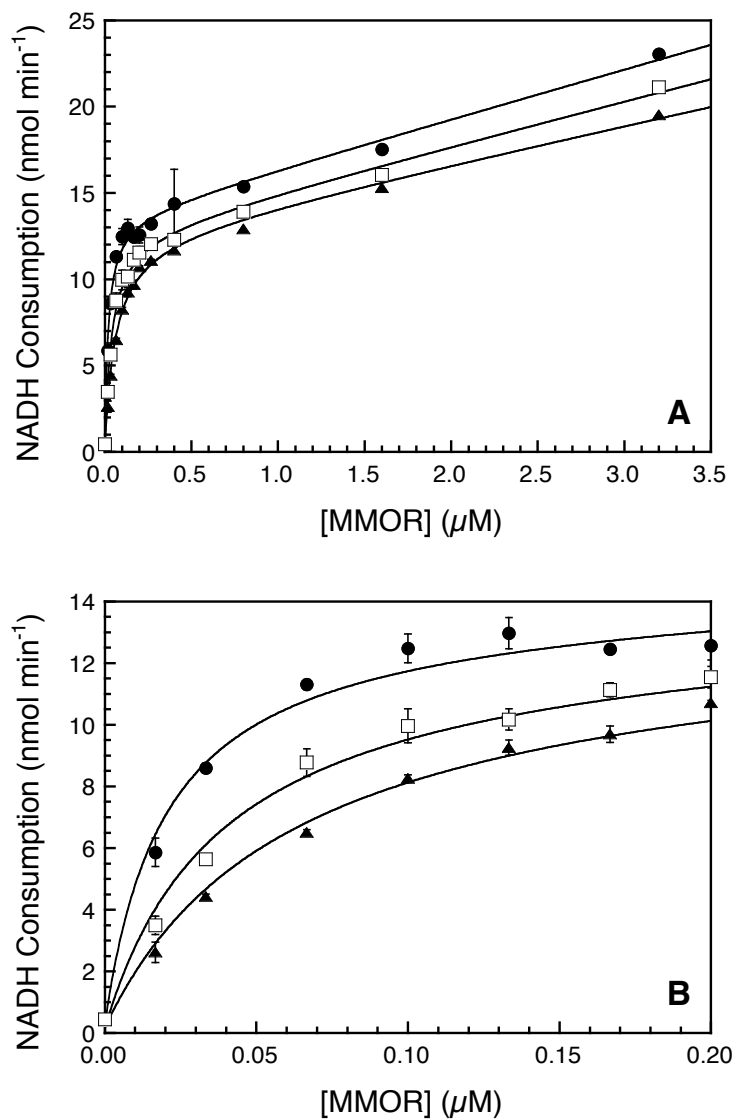 25
20
15
10
5
0
NADH Consumption (nmol min⁻¹)
A
0.0 0.5 1.0 1.5 2.0 2.5 3.0 3.5
[MMOR] (µM)
14
12
10
8
6
4
2
0
NADH Consumption (nmol min⁻¹)
B
0.00 0.05 0.10 0.15 0.20
[MMOR] (µM)